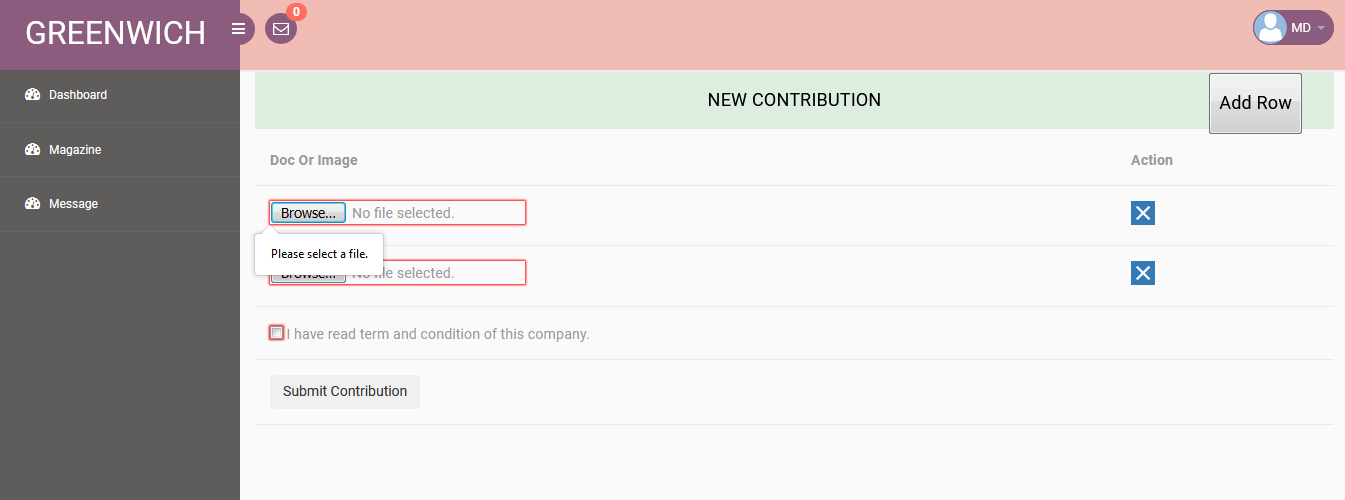 GREENWICH
0
MD
Dashboard
Magazine
Message
NEW CONTRIBUTION
Add Row
Doc Or Image
Action
Browse... No file selected.
Please select a file.
Browse... No file selected.
I have read term and condition of this company.
Submit Contribution